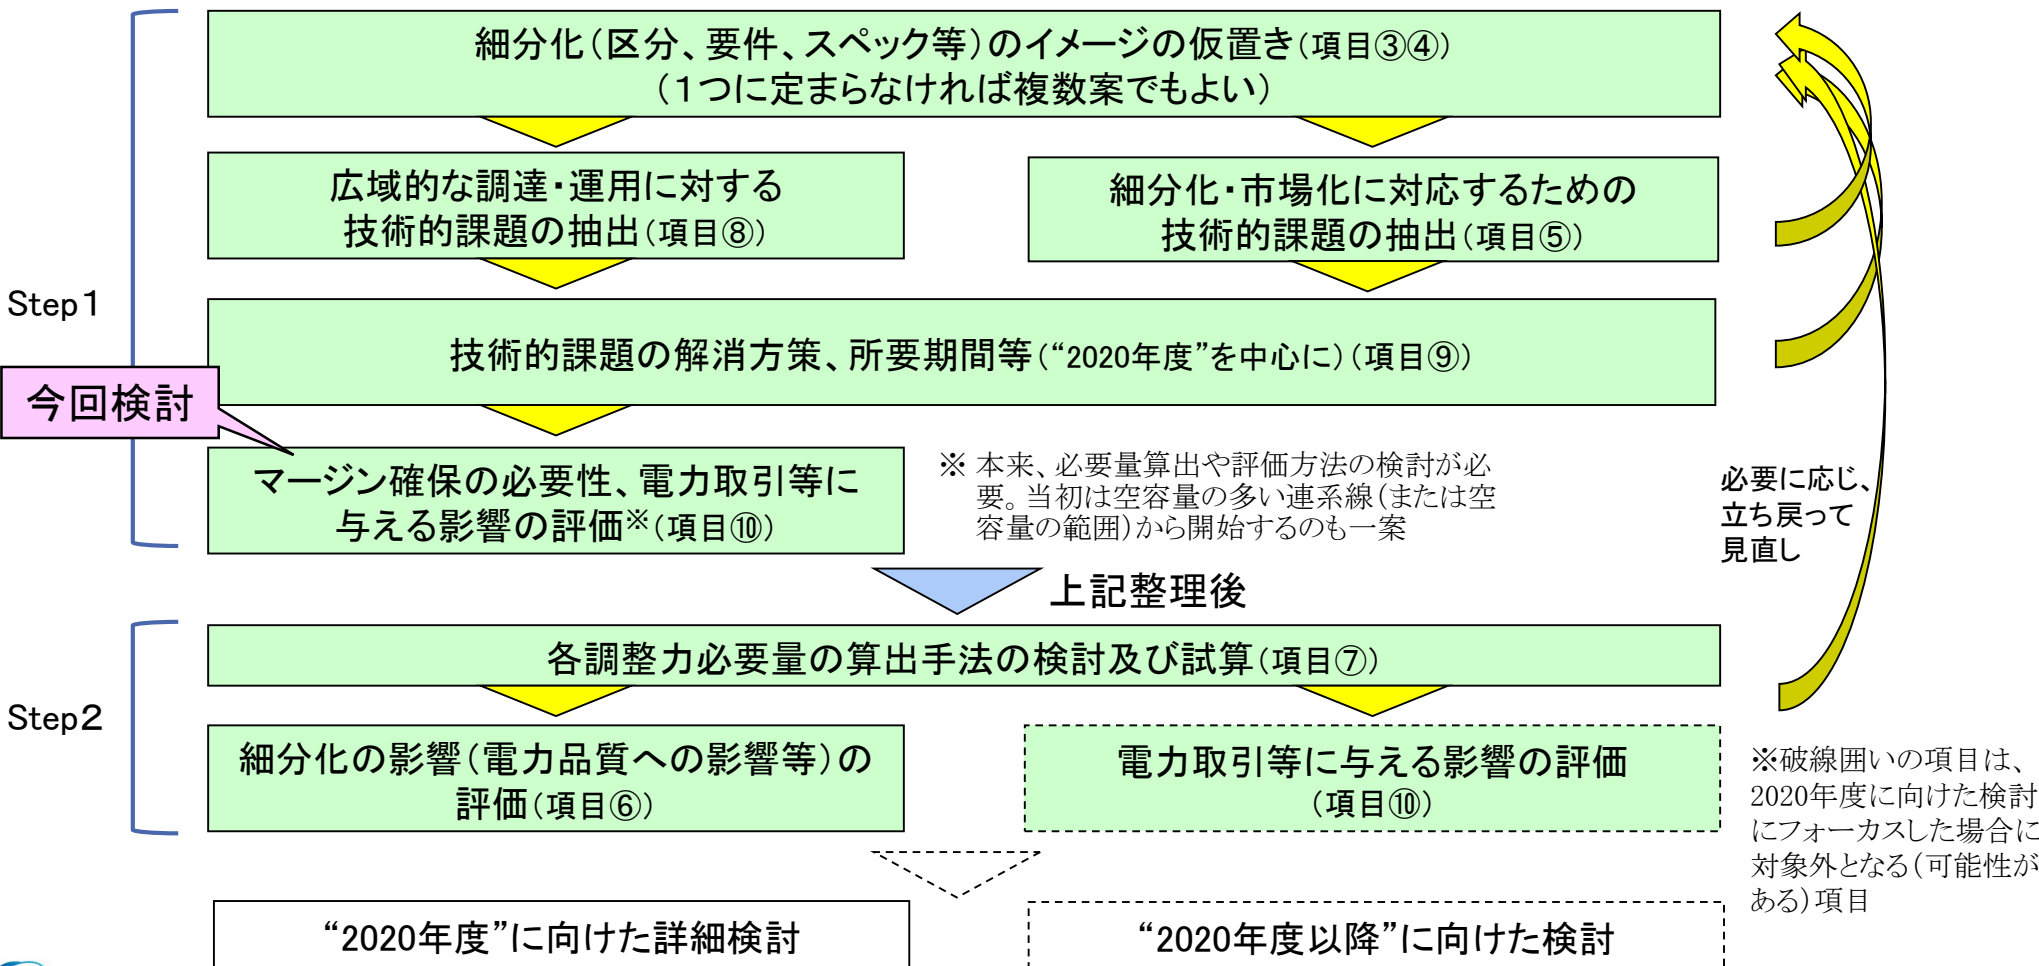 細分化（区分、要件、スペック等）のイメージの仮置き（項目③④）
（１つに定まらなければ複数案でもよい）
広域的な調達・運用に対する
技術的課題の抽出（項目⑧）
細分化・市場化に対応するための
技術的課題の抽出（項目⑤）
Step１
技術的課題の解消方策、所要期間等（“2020年度”を中心に）（項目⑨）
今回検討
マージン確保の必要性、電力取引等に
与える影響の評価※（項目⑩）
※ 本来、必要量算出や評価方法の検討が必
要。当初は空容量の多い連系線（または空
容量の範囲）から開始するのも一案
必要に応じ、
立ち戻って
見直し
上記整理後
各調整力必要量の算出手法の検討及び試算（項目⑦）
Step２
細分化の影響（電力品質への影響等）の
評価（項目⑥）
電力取引等に与える影響の評価
（項目⑩）
※破線囲いの項目は、
2020年度に向けた検討
にフォーカスした場合に
対象外となる（可能性が
ある）項目
“2020年度”に向けた詳細検討
“2020年度以降”に向けた検討